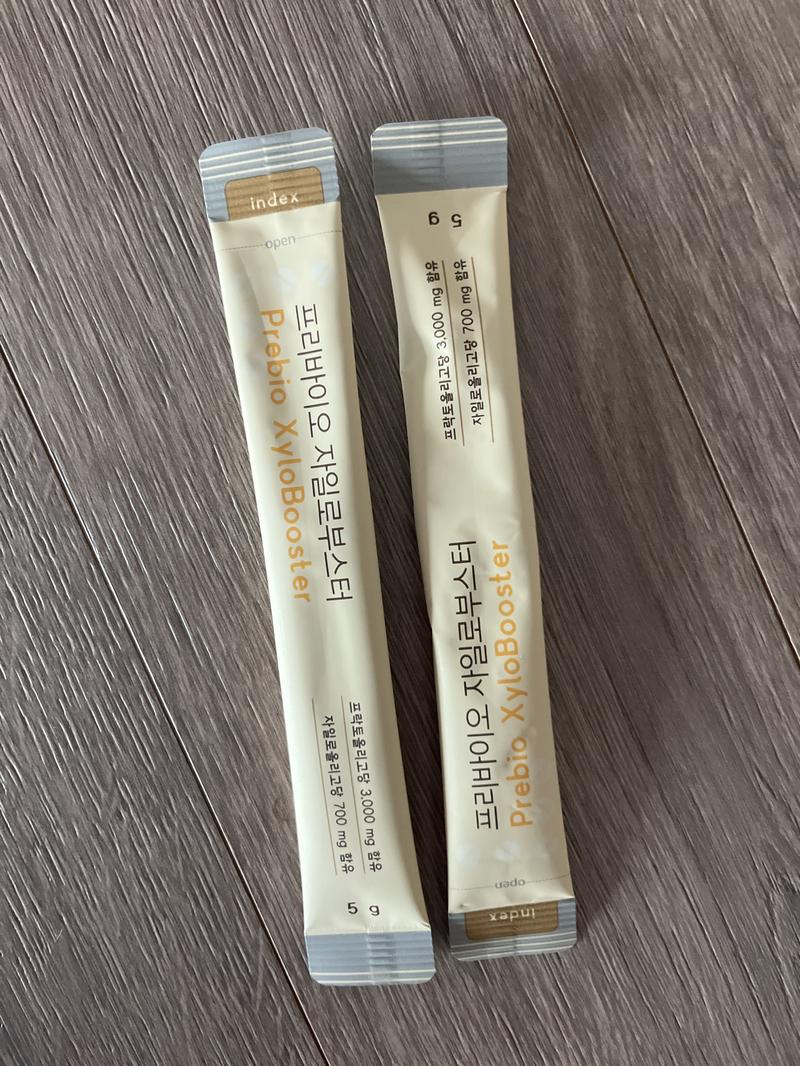 index
open
프리바이오 자일로부스터
Prebio XyloBooster
프락토올리고당 3,000 mg 함유
자일로올리고당 700 mg 함유
5 g
5 g
프락토올리고당 3,000 mg 함유
자일로올리고당 700 mg 함유
프리바이오 자일로부스터
Prebio XyloBooster
open
index